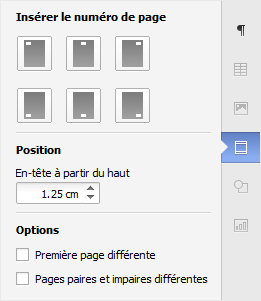 Insérer le numéro de page
Position
En-tête à partir du haut
1.25 cm
Options
Première page différente
Pages paires et impaires différentes